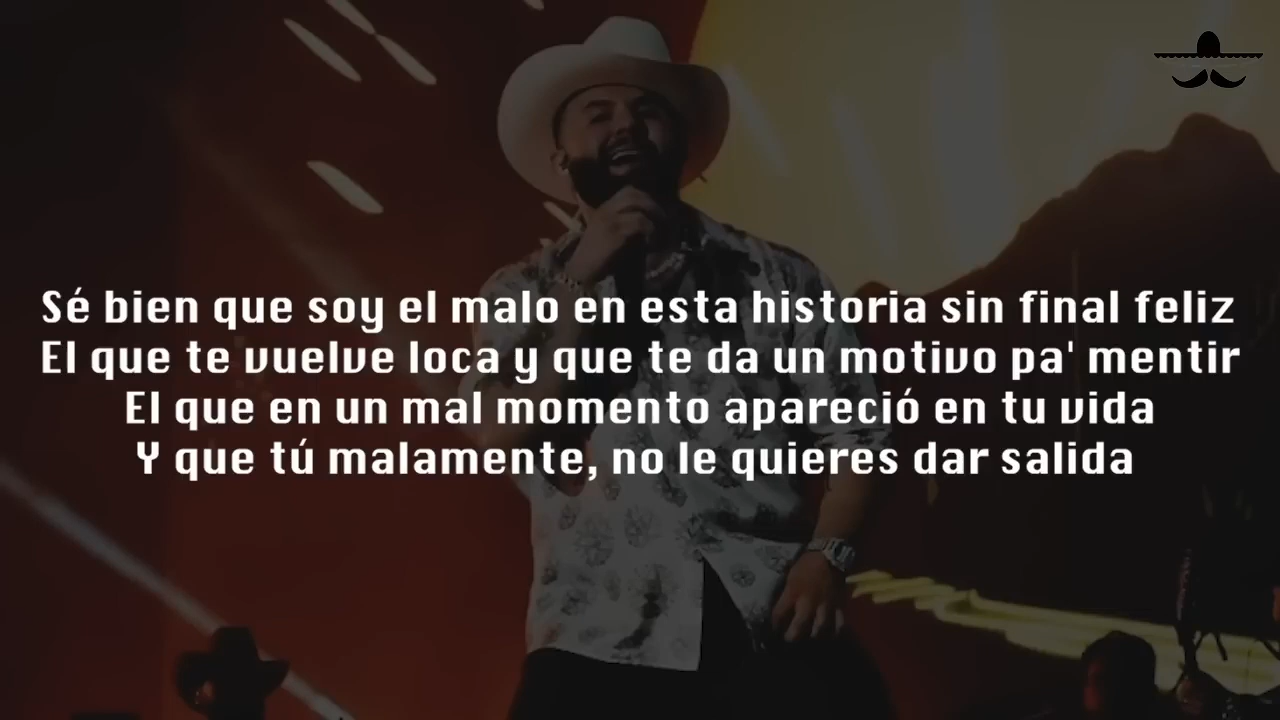 Sé bien que soy el malo en esta historia sin final feliz
El que te vuelve loca y que te da un motivo pa' mentir
El que en un mal momento apareció en tu vida
Y que tú malamente, no le quieres dar salida